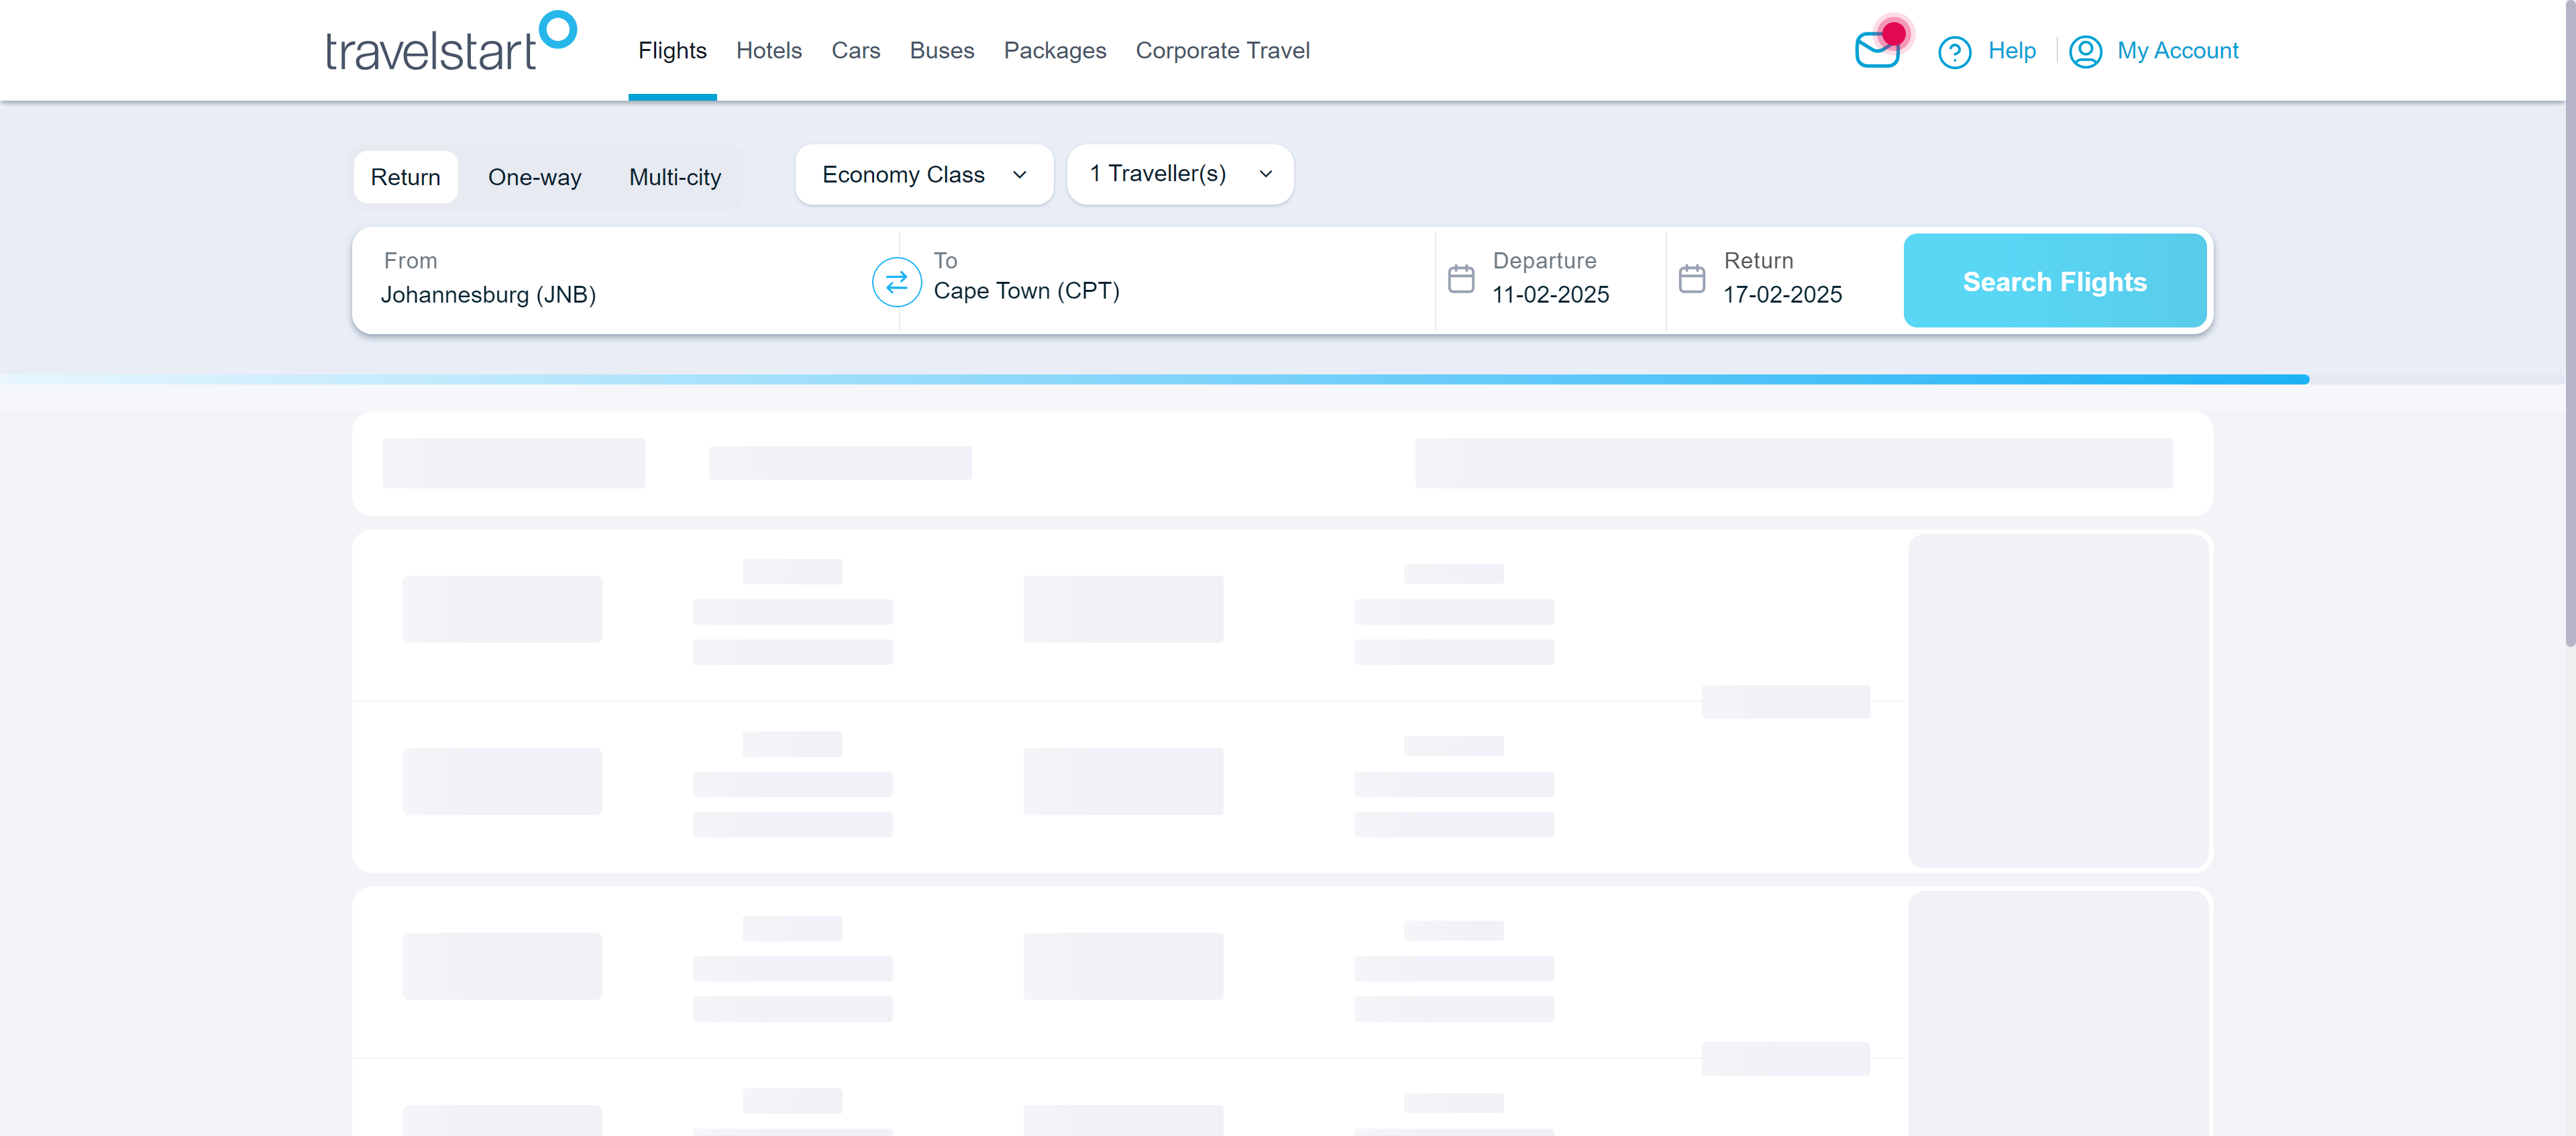 travelstart
Flights Hotels Cars Buses Packages Corporate Travel
Help My Account
Return One-way Multi-city
Economy Class
1 Traveller(s)
From
Johannesburg (JNB)
To
Cape Town (CPT)
Departure
11-02-2025
Return
17-02-2025
Search Flights